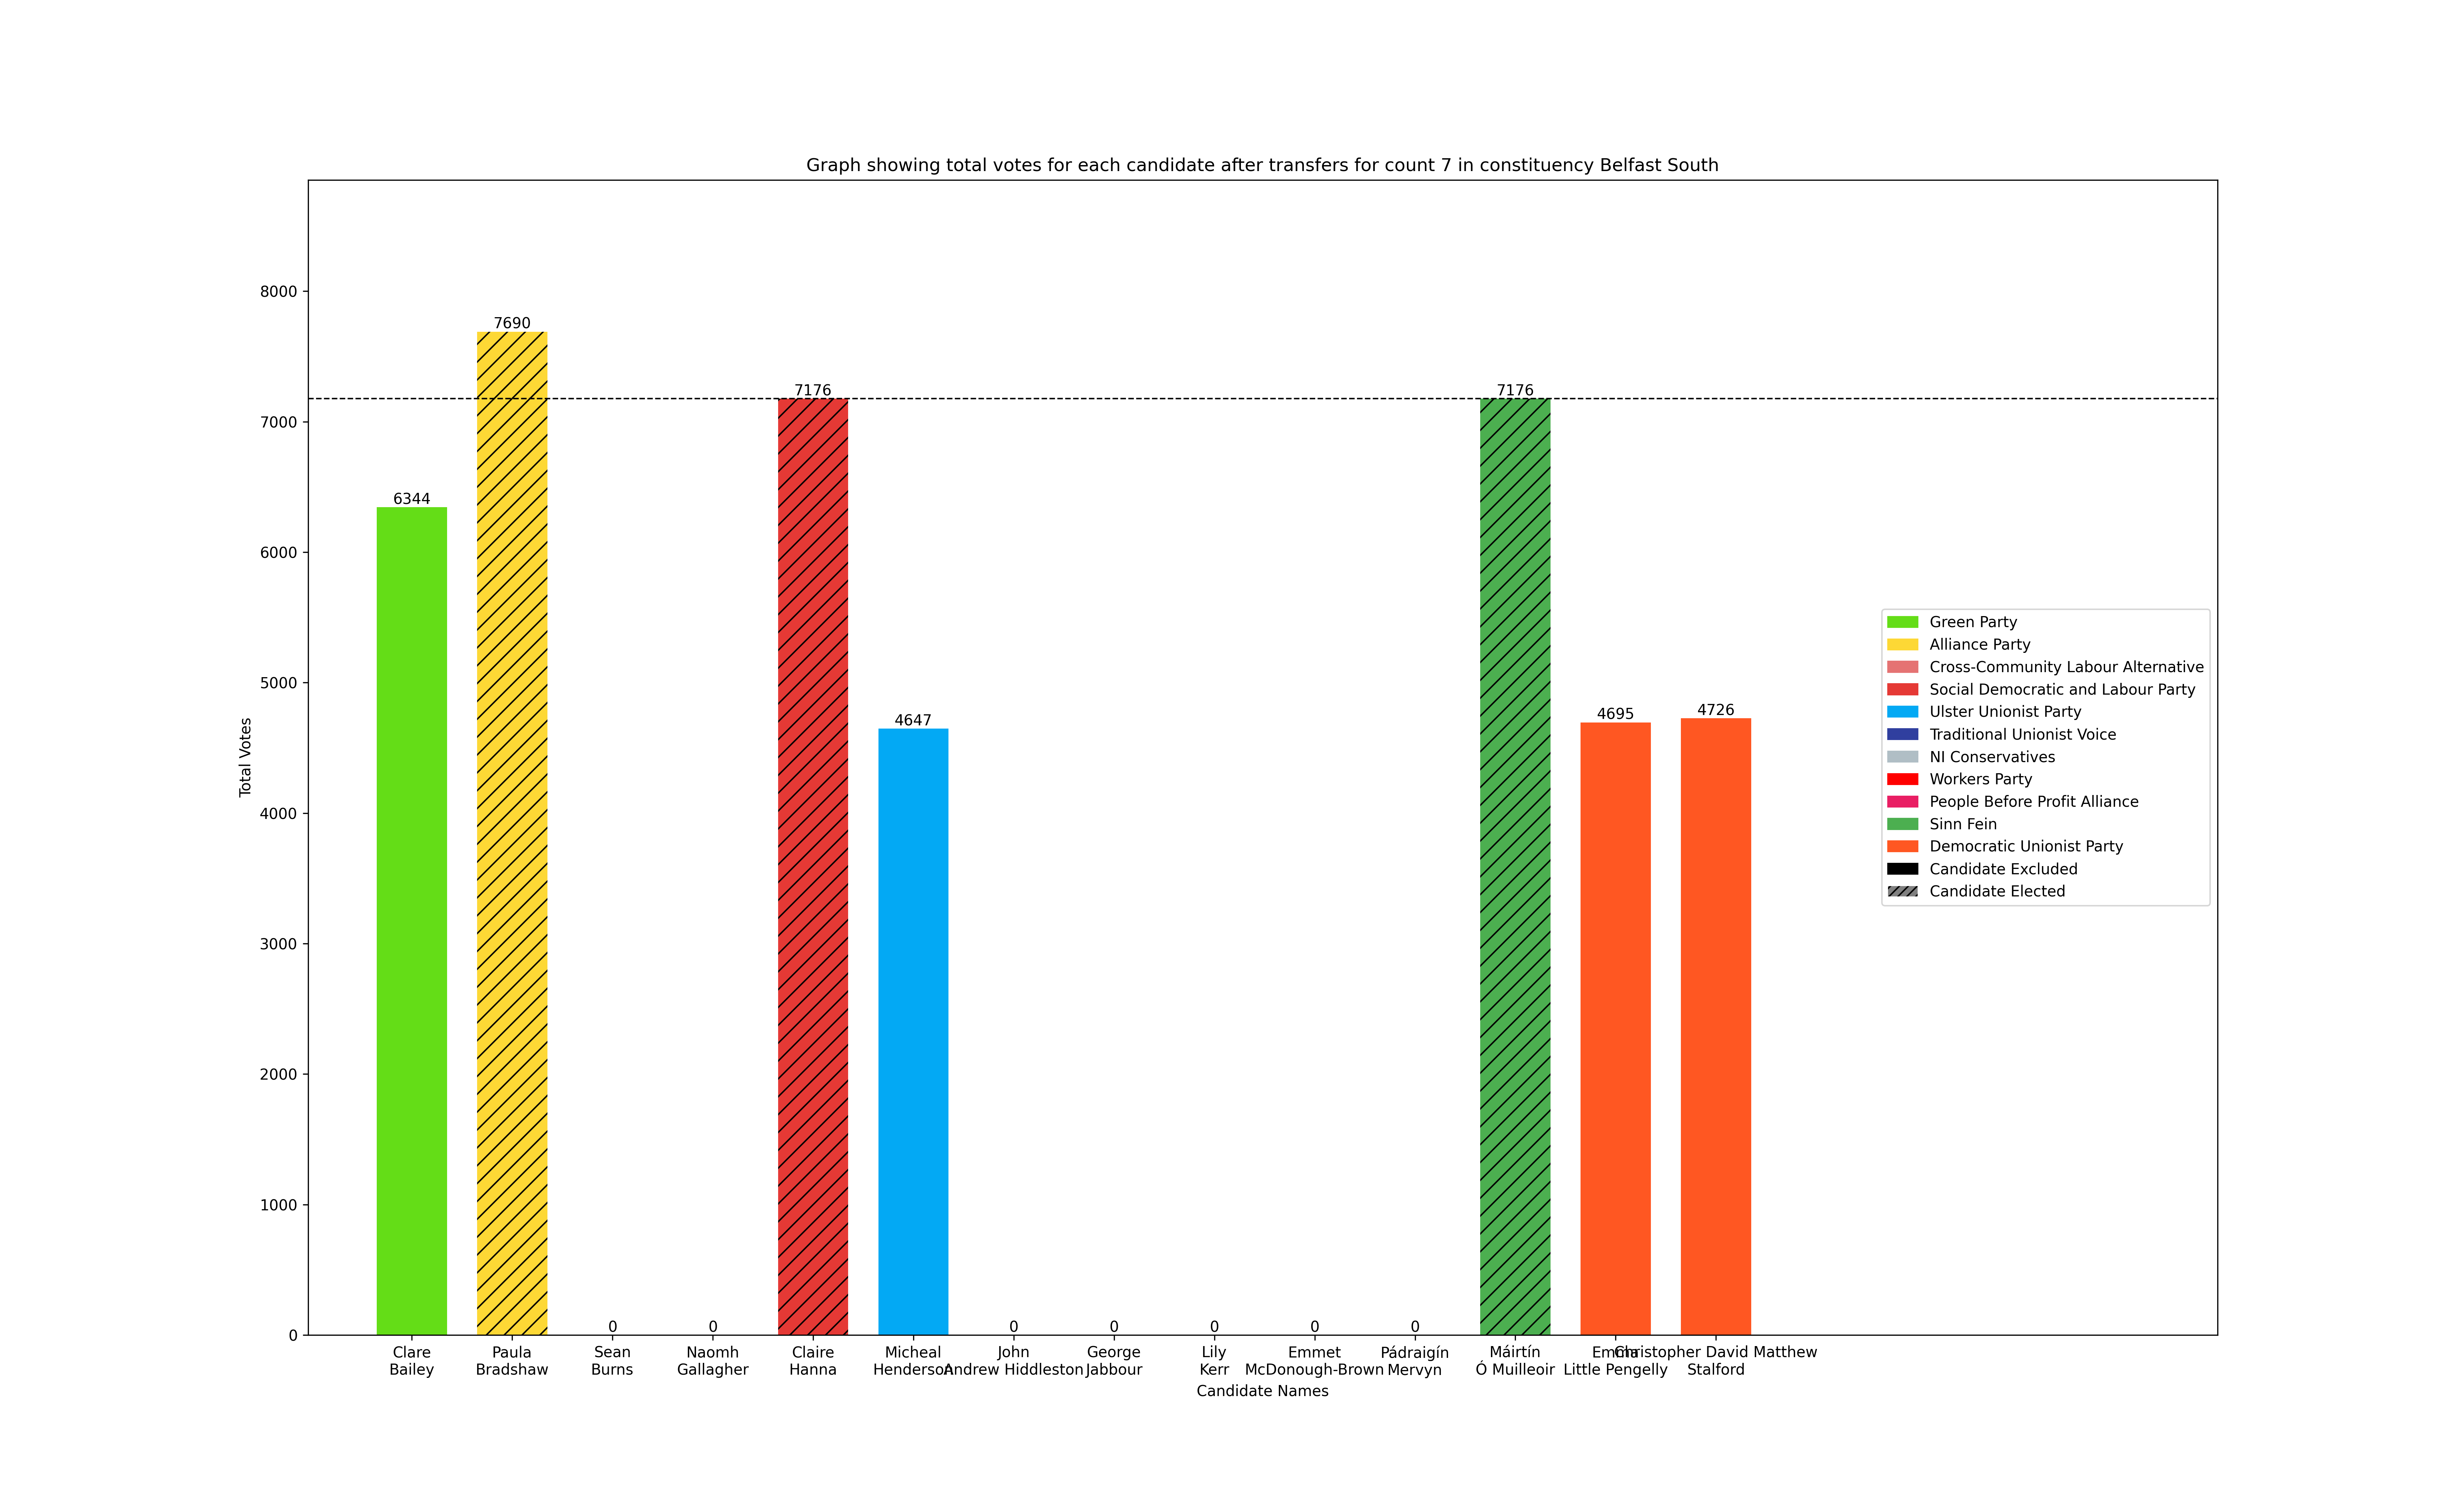 Graph showing total votes for each candidate after transfers for count 7 in constituency Belfast South
Total Votes
8000
7000
6000
5000
4000
3000
2000
1000
0
6344
7690
0
0
7176
4647
0
0
0
0
0
7176
4695
4726
Clare
Bailey
Paula
Bradshaw
Sean
Burns
Naomh
Gallagher
Claire
Hanna
Micheal
Henderson
John
Andrew Hiddleston
George
Jabbour
Lily
Kerr
Emmet
McDonough-Brown
Pádraigín
Mervyn
Máirtín
Ó Muilleoir
Emma
Little Pengelly
Christopher David Matthew
Stalford
Candidate Names
Green Party
Alliance Party
Cross-Community Labour Alternative
Social Democratic and Labour Party
Ulster Unionist Party
Traditional Unionist Voice
NI Conservatives
Workers Party
People Before Profit Alliance
Sinn Fein
Democratic Unionist Party
Candidate Excluded
Candidate Elected